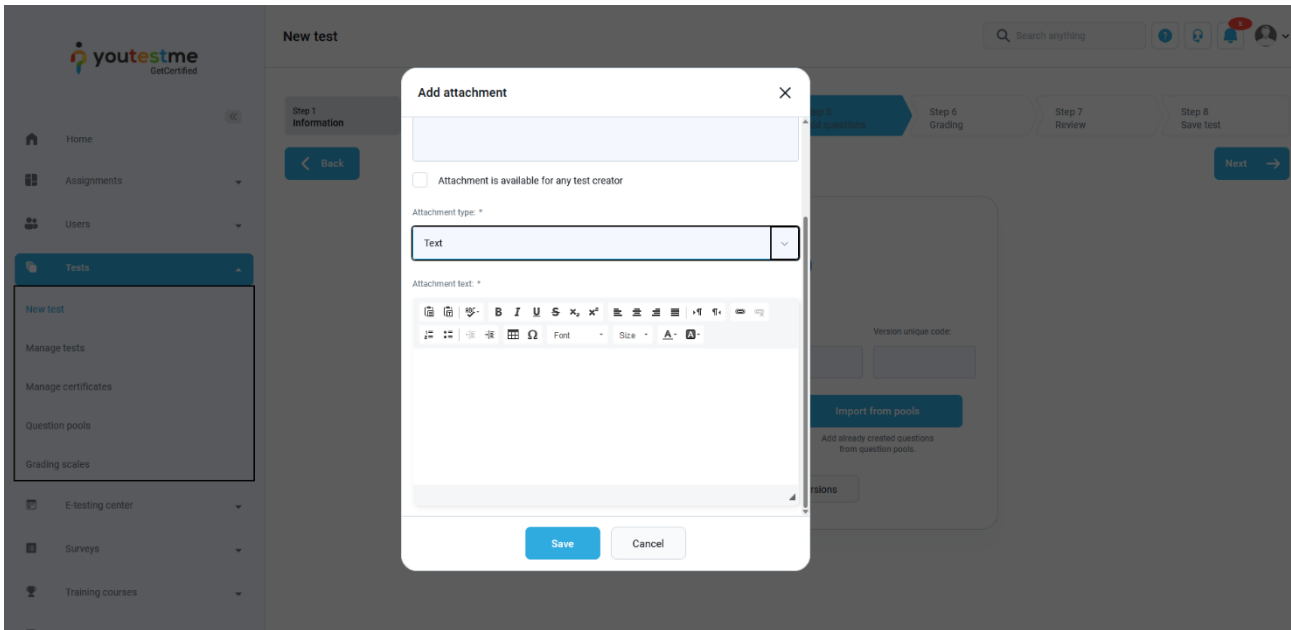 youtestme
GetCertified
New test
Search anything
Home
Assignments
Users
Tests
New test
Manage tests
Manage certificates
Question pools
Grading scales
E-testing center
Surveys
Training courses
Step 1
Information
Step 6
Grading
Step 7
Review
Step 8
Save test
Back
Next
Add attachment
Attachment is available for any test creator
Attachment type: *
Text
Attachment text: *
Font
Size
Save
Cancel
Version unique code:
Import from pools
Add already created questions
from question pools.